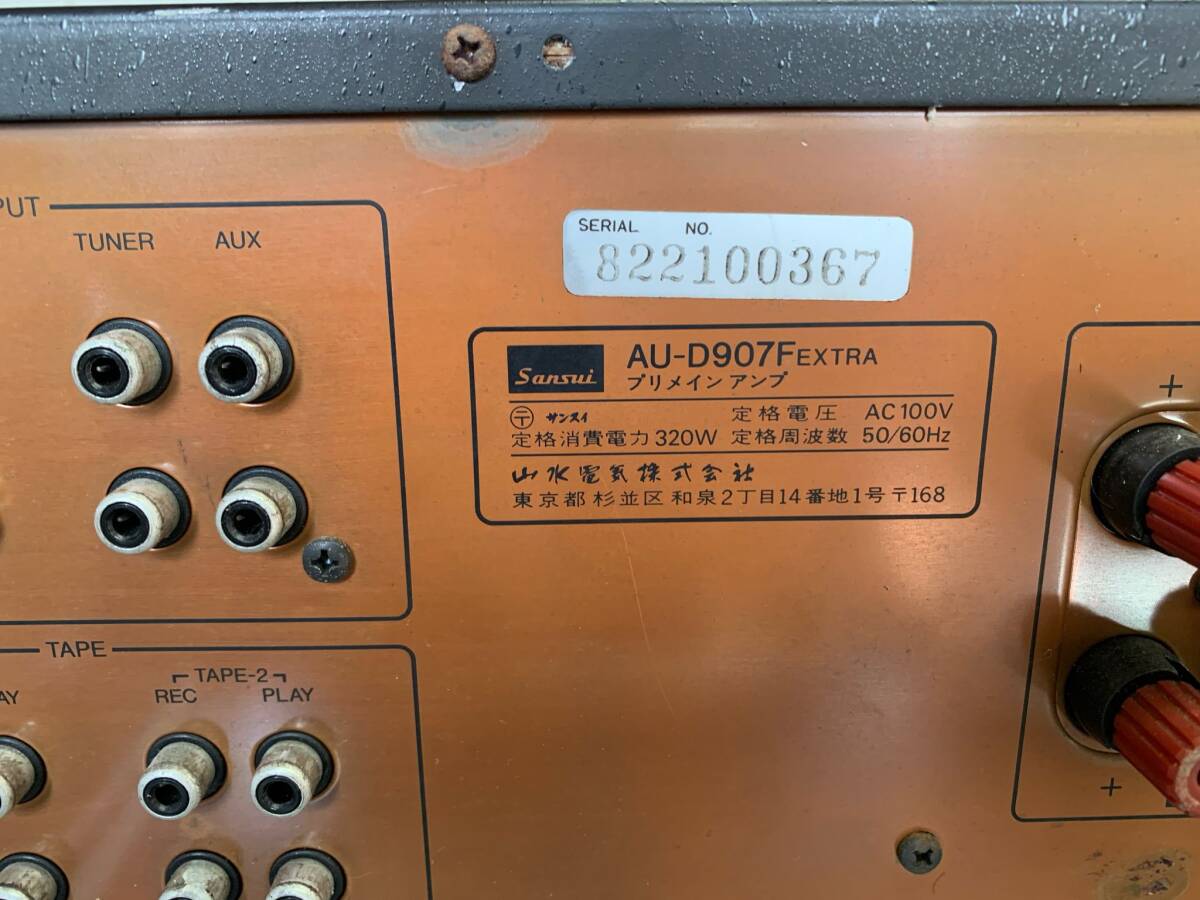 PUT
TUNER AUX
SERIAL NO.
822100367
Sansui
AU-D907F EXTRA
プリメイン アンプ
〒 サンスイ 定格電圧 AC100V
定格消費電力 320W 定格周波数 50/60Hz
山水電気株式会社
東京都杉並区和泉2丁目14番地1号 〒168
+
TAPE
TAPE-2
AY REC PLAY
+